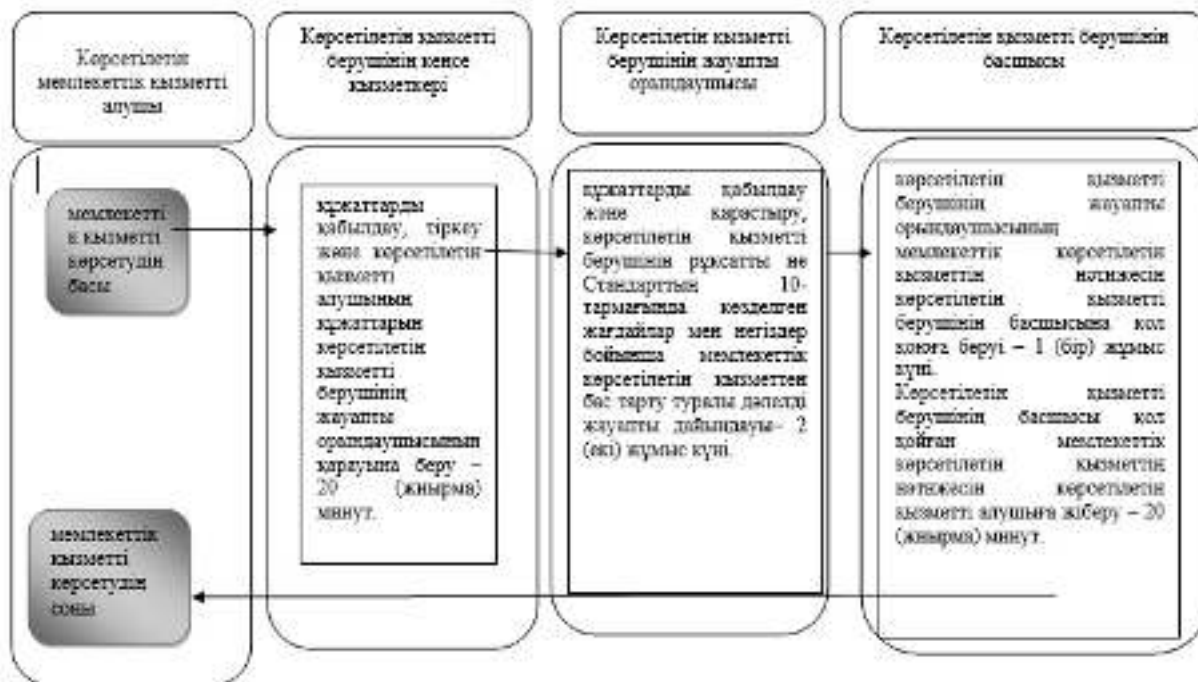 Көрсетілетін
мемлекеттік қызметті
алушы
Көрсетілетін қызметті
берушінің кеңсе
қызметкері
Көрсетілетін қызметті
берушінің жауапты
орындаушысы
Көрсетілетін қызметті берушінің
басшысы
мемлекетті
к қызметті
көрсетудің
басы
құжаттарды
қабылдау, тіркеу
және көрсетілетін
қызметті
алушының
құжаттарын
көрсетілетін
қызметті
берушінің
жауапты
орындаушысының
қарауына беру –
20 (жиырма)
минут.
құжаттарды қабылдау
және қарастыру,
көрсетілетін қызметті
берушінің рұқсатты не
Стандарттың 10-
тармағында көзделген
жағдайлар мен негіздер
бойынша мемлекеттік
көрсетілетін қызметтен
бас тарту туралы дәлелді
жауапты дайындауы– 2
(екі) жұмыс күні.
көрсетілетін қызметті
берушінің жауапты
орындаушысының
мемлекеттік көрсетілетін
қызметтің нәтижесін
көрсетілетін қызметті
берушінің басшысына қол
қоюға беруі – 1 (бір) жұмыс
күні.
Көрсетілетін қызметті
берушінің басшысы қол
қойған мемлекеттік
көрсетілетін қызметтің
нәтижесін көрсетілетін
қызметті алушыға жіберу – 20
(жиырма) минут.
мемлекеттік
қызметті
көрсетудің
соңы